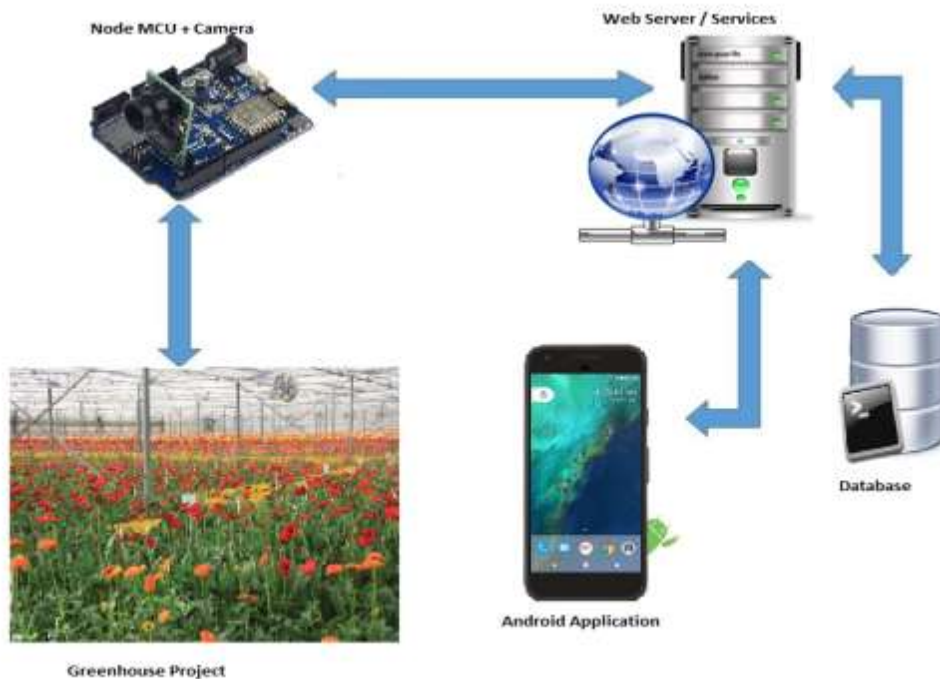 Web Server / Services
Node MCU + Camera
Database
Android Application
Greenhouse Project